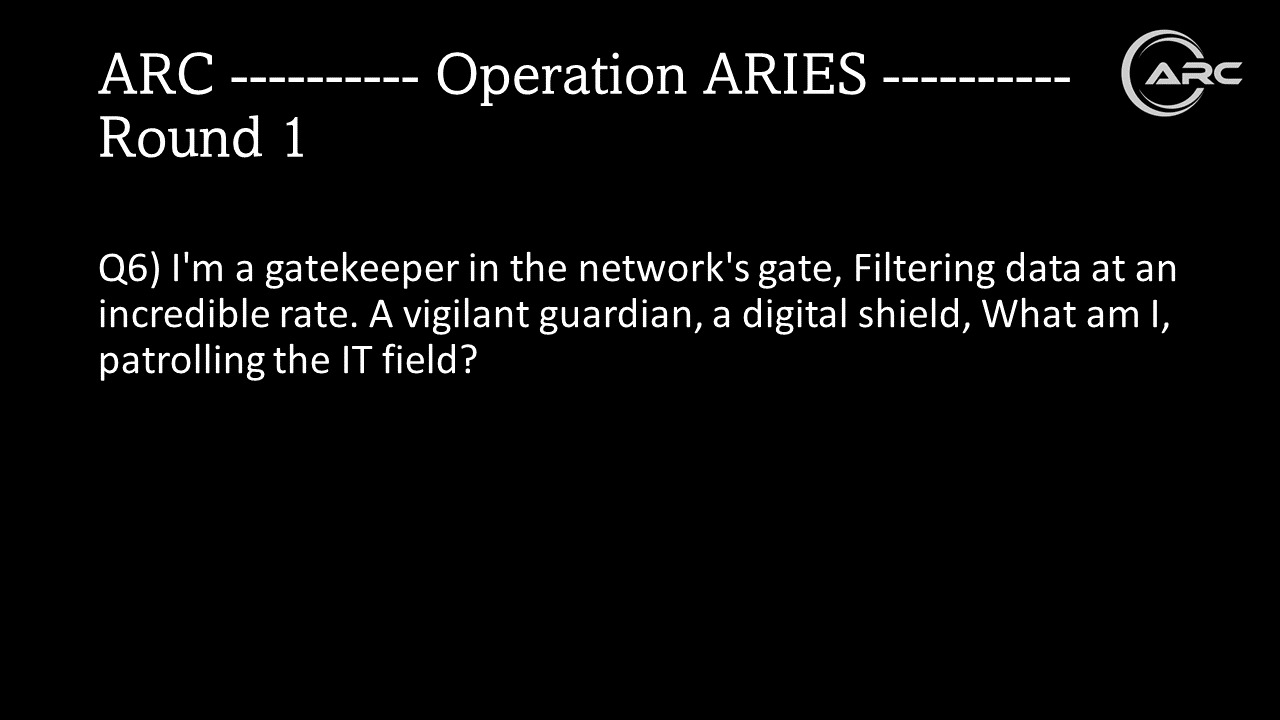 ARC ---------- Operation ARIES ----------
Round 1
ARC
Q6) I'm a gatekeeper in the network's gate, Filtering data at an
incredible rate. A vigilant guardian, a digital shield, What am I,
patrolling the IT field?